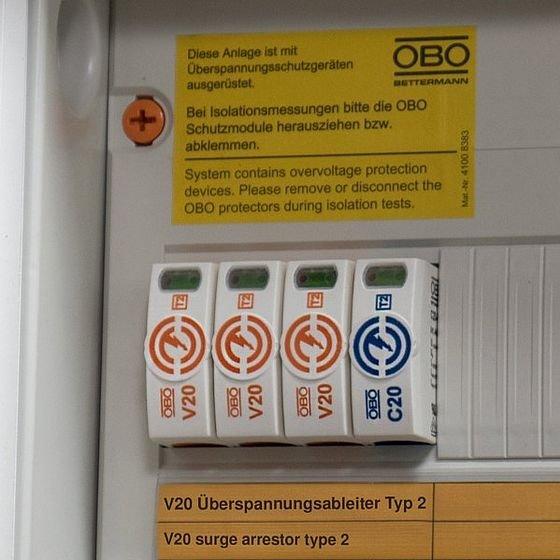 Diese Anlage ist mit
Überspannungsschutzgeräten
ausgerüstet.
OBO
BETTERMANN
Bei Isolationsmessungen bitte die OBO
Schutzmodule herausziehen bzw.
abklemmen.
System contains overvoltage protection
devices. Please remove or disconnect the
OBO protectors during isolation tests.
Mat.-Nr. 4100 8383
T2
OBO
V20
T2
OBO
V20
T2
OBO
V20
T2
OBO
C20
V20 Überspannungsableiter Typ 2
V20 surge arrestor type 2